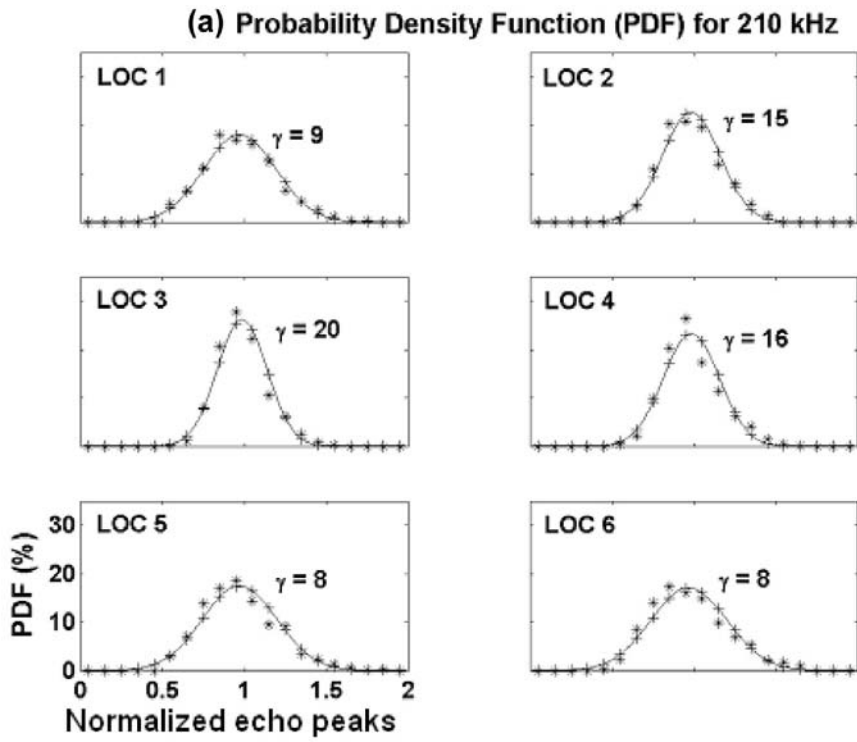 (a) Probability Density Function (PDF) for 210 kHz
LOC 1
γ = 9
LOC 2
γ = 15
LOC 3
γ = 20
LOC 4
γ = 16
LOC 5
γ = 8
LOC 6
γ = 8
PDF (%)
30
20
10
0
0 0.5 1 1.5 2
Normalized echo peaks